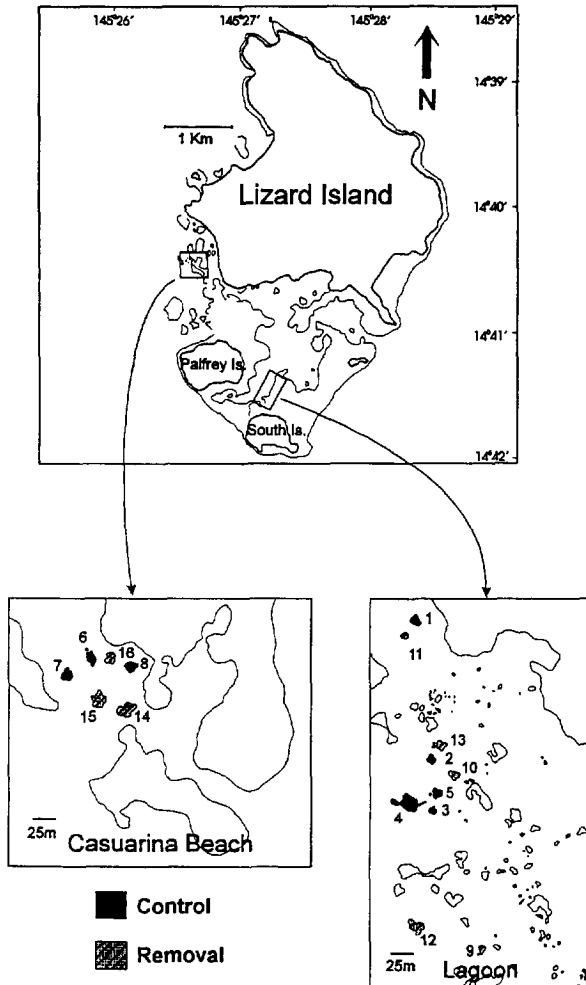 145°26' 145°27' 145°28' 145°29'
14°39'
N
1 Km
Lizard Island
14°40'
14°41'
Palfrey Is.
South Is.
14°42'
6
16
7
8
15
14
25m
Casuarina Beach
1
11
13
2
10
5
4
3
12
9
25m
Lagoon
Control
Removal